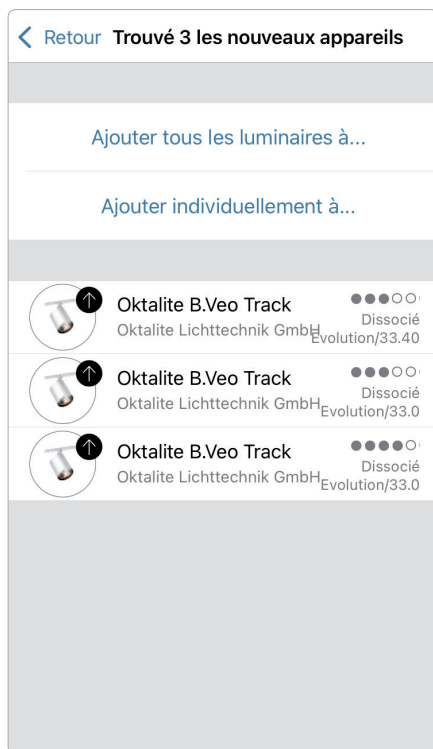 Retour Trouvé 3 les nouveaux appareils
Ajouter tous les luminaires à...
Ajouter individuellement à...
Oktalite B.Veo Track
Oktalite Lichttechnik GmbH
Dissocié
Evolution/33.40
Oktalite B.Veo Track
Oktalite Lichttechnik GmbH
Dissocié
Evolution/33.0
Oktalite B.Veo Track
Oktalite Lichttechnik GmbH
Dissocié
Evolution/33.0